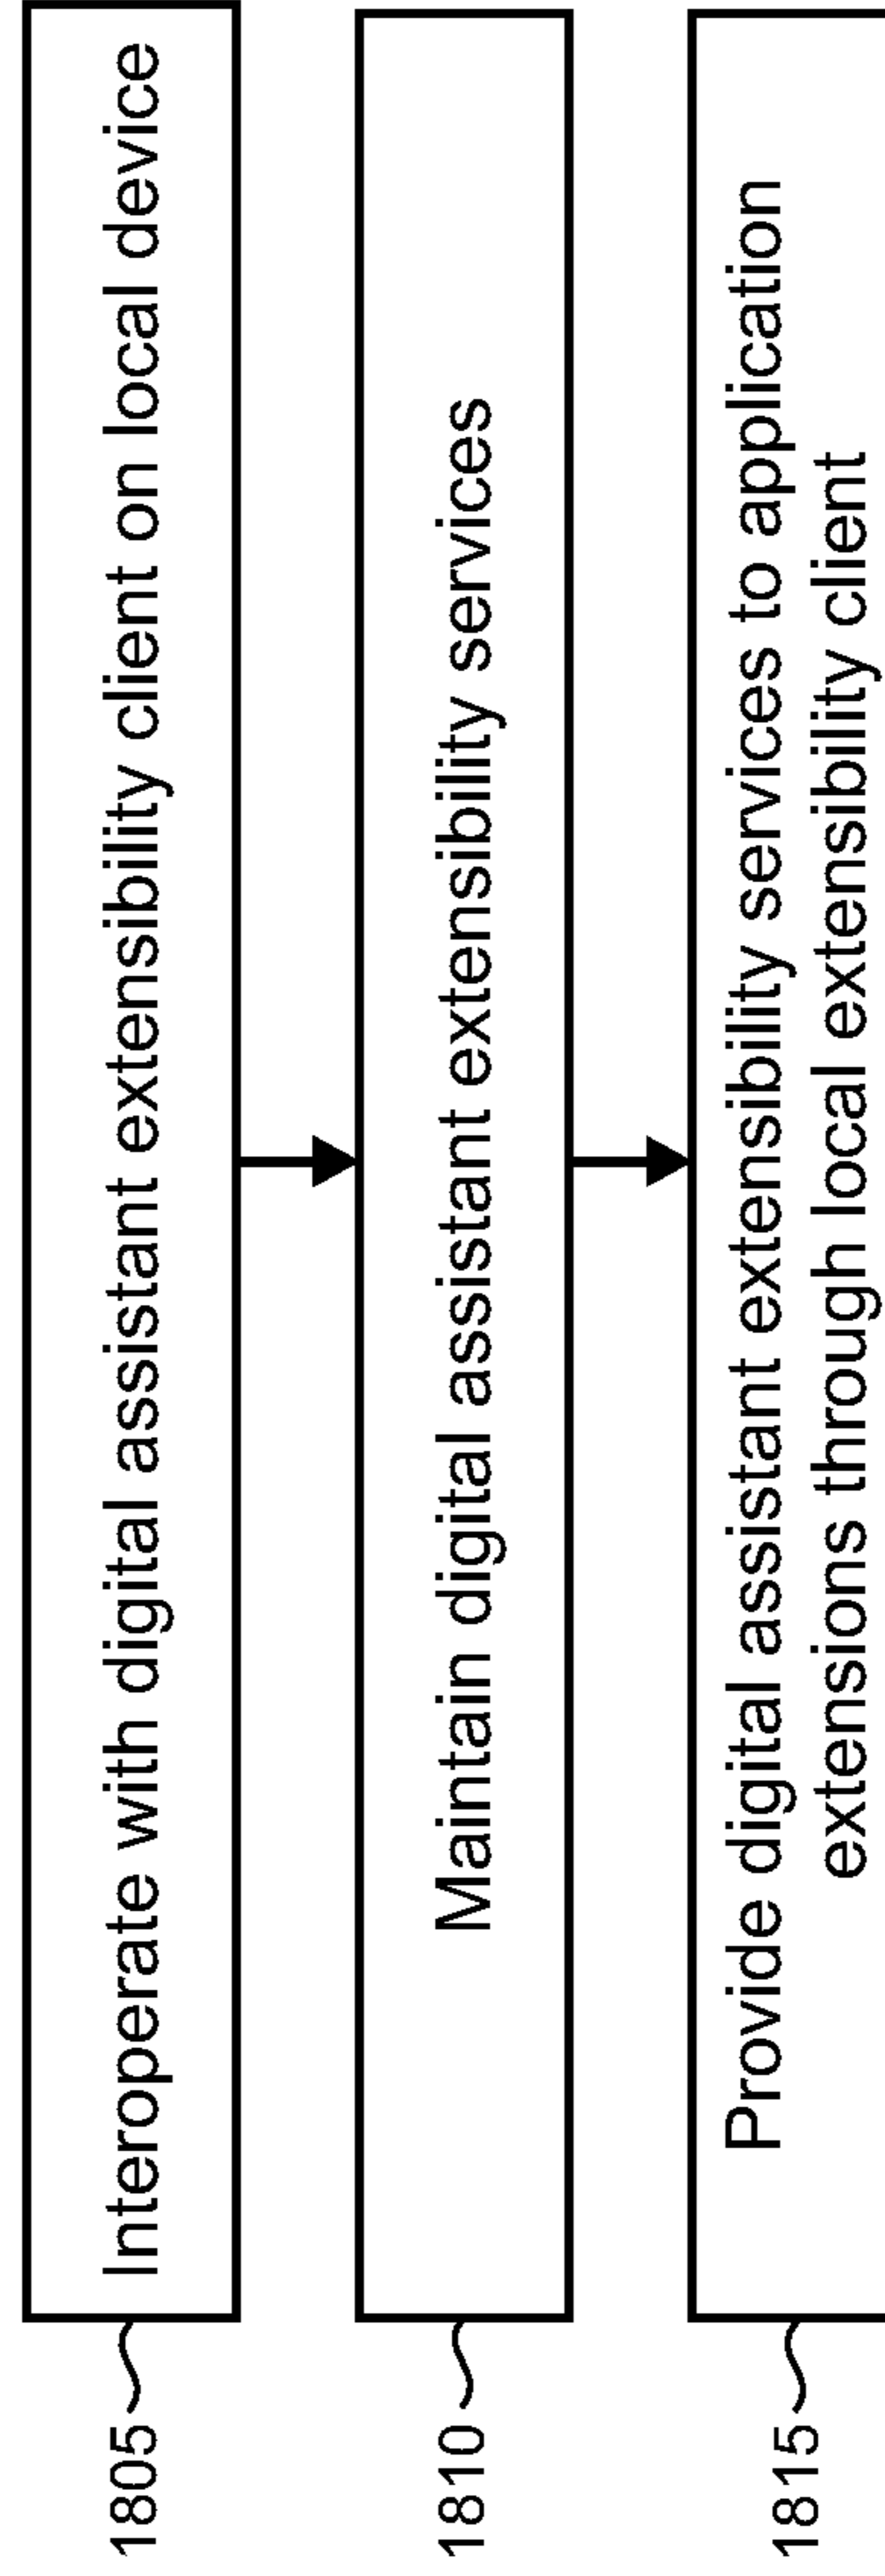 1805
Interoperate with digital assistant extensibility client on local device
1810
Maintain digital assistant extensibility services
1815
Provide digital assistant extensibility services to application
extensions through local extensibility client